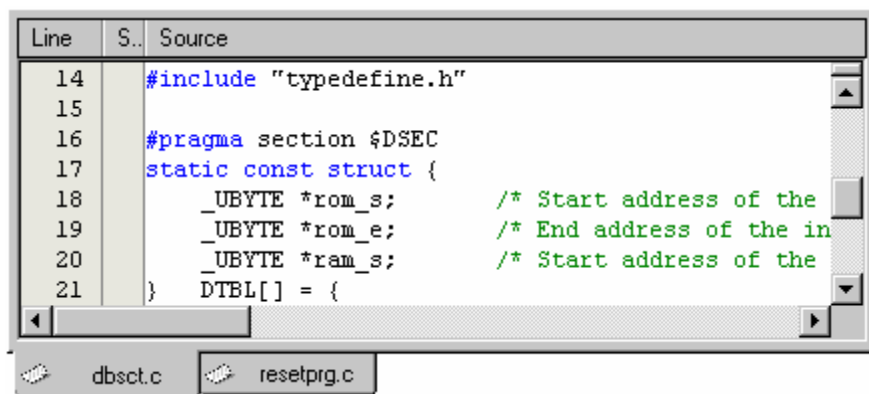 Line S.. Source
14 #include "typedefine.h"
15
16 #pragma section $DSEC
17 static const struct {
18 _UBYTE *rom_s; /* Start address of the
19 _UBYTE *rom_e; /* End address of the in
20 _UBYTE *ram_s; /* Start address of the
21 } DTBL[] = {
dbsct.c resetprg.c